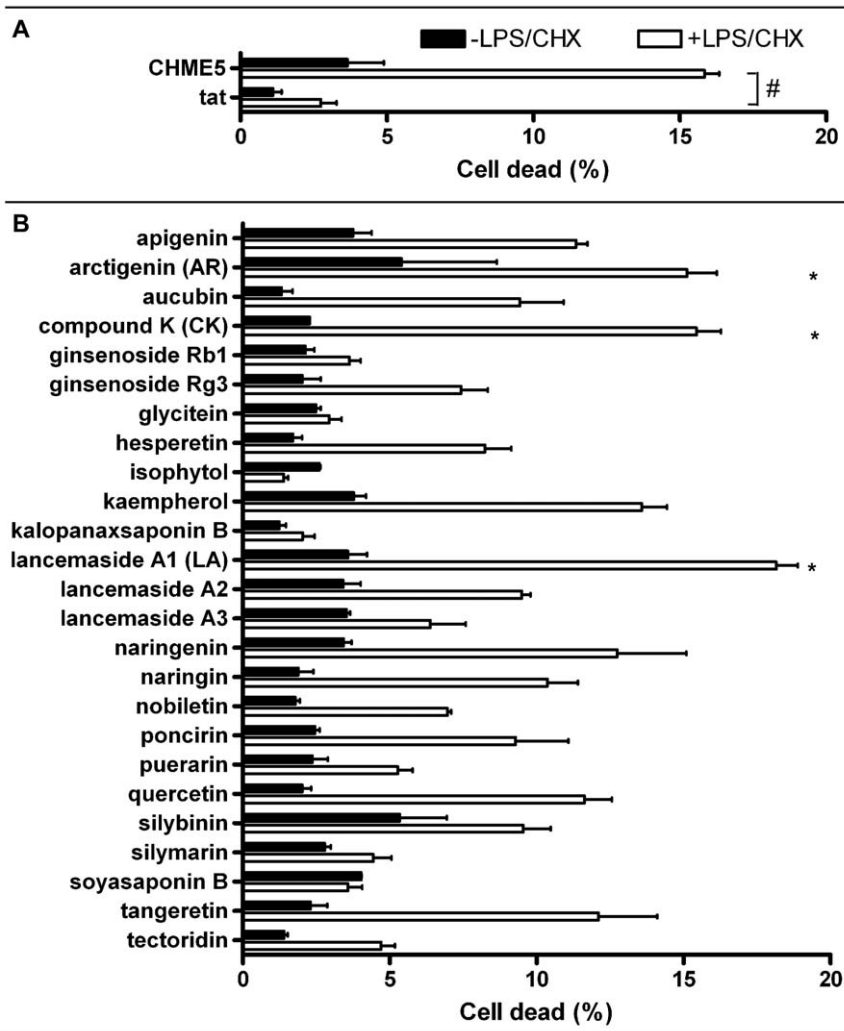 A
-LPS/CHX +LPS/CHX
CHME5
tat
#
0 5 10 15 20
Cell dead (%)
B
apigenin
arctigenin (AR)
*
aucubin
compound K (CK)
*
ginsenoside Rb1
ginsenoside Rg3
glycitein
hesperetin
isophytol
kaempherol
kalopanaxsaponin B
lancemaside A1 (LA)
*
lancemaside A2
lancemaside A3
naringenin
naringin
nobiletin
poncirin
puerarin
quercetin
silybinin
silymarin
soyasaponin B
tangeretin
tectoridin
0 5 10 15 20
Cell dead (%)